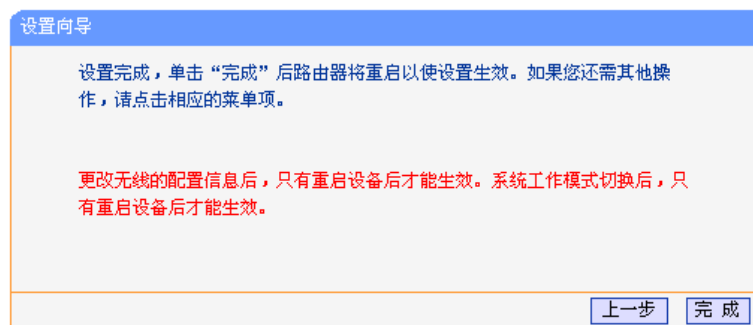 设置向导
设置完成，单击“完成”后路由器将重启以使设置生效。如果您还需其他操
作，请点击相应的菜单项。
更改无线的配置信息后，只有重启设备后才能生效。系统工作模式切换后，只
有重启设备后才能生效。
上一步 完 成